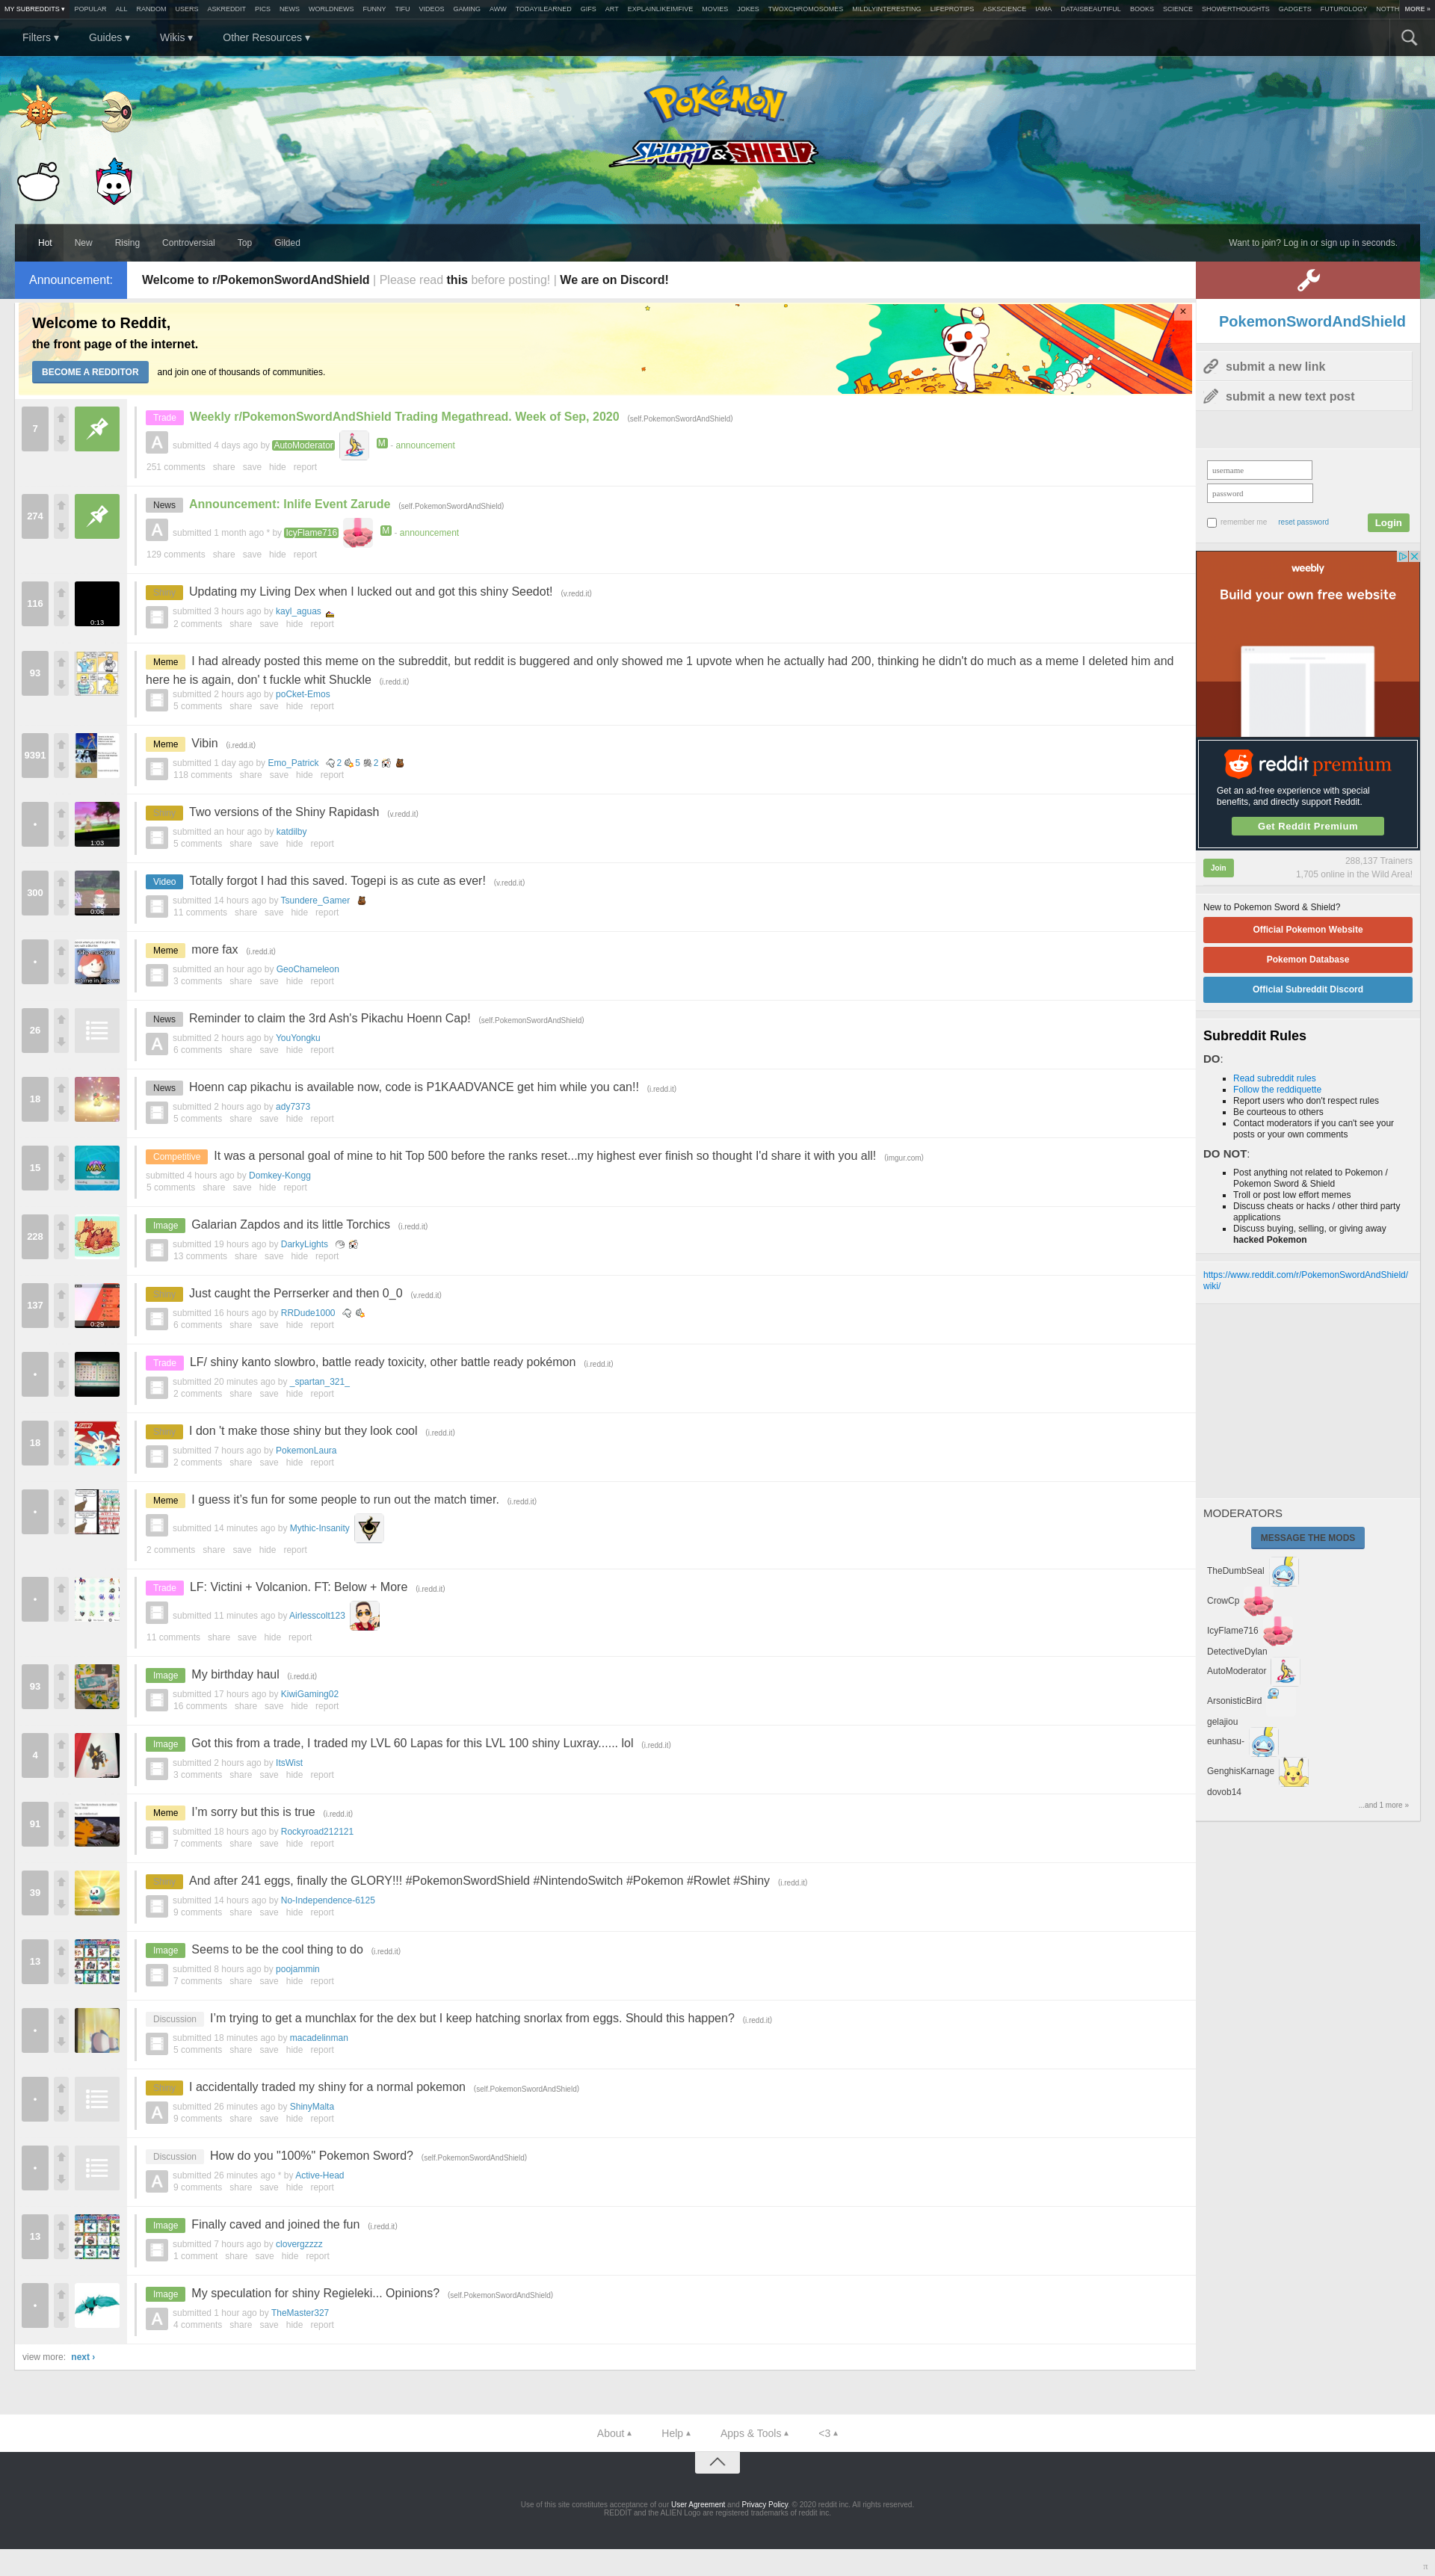 MY SUBREDDITS ▾ POPULAR ALL RANDOM USERS ASKREDDIT PICS NEWS WORLDNEWS FUNNY TIFU VIDEOS GAMING AWW TODAYILEARNED GIFS ART EXPLAINLIKEIMFIVE MOVIES JOKES TWOXCHROMOSOMES MILDLYINTERESTING LIFEPROTIPS ASKSCIENCE IAMA DATAISBEAUTIFUL BOOKS SCIENCE SHOWERTHOUGHTS GADGETS FUTUROLOGY NOTTH MORE »
Filters ▾ Guides ▾ Wikis ▾ Other Resources ▾
POKÉMON
SWORD & SHIELD
Hot New Rising Controversial Top Gilded Want to join? Log in or sign up in seconds.
Announcement: Welcome to r/PokemonSwordAndShield | Please read this before posting! | We are on Discord!
Welcome to Reddit,
the front page of the internet.
BECOME A REDDITOR and join one of thousands of communities.
7
Trade Weekly r/PokemonSwordAndShield Trading Megathread. Week of Sep, 2020 (self.PokemonSwordAndShield)
submitted 4 days ago by AutoModerator M - announcement
251 comments share save hide report
274
News Announcement: Inlife Event Zarude (self.PokemonSwordAndShield)
submitted 1 month ago * by IcyFlame716 M - announcement
129 comments share save hide report
116
0:13
Shiny Updating my Living Dex when I lucked out and got this shiny Seedot! (v.redd.it)
submitted 3 hours ago by kayl_aguas
2 comments share save hide report
93
Meme I had already posted this meme on the subreddit, but reddit is buggered and only showed me 1 upvote when he actually had 200, thinking he didn't do much as a meme I deleted him and
here he is again, don' t fuckle whit Shuckle (i.redd.it)
submitted 2 hours ago by poCket-Emos
5 comments share save hide report
9391
Meme Vibin (i.redd.it)
submitted 1 day ago by Emo_Patrick 2 5 2
118 comments share save hide report
•
1:03
Shiny Two versions of the Shiny Rapidash (v.redd.it)
submitted an hour ago by katdilby
5 comments share save hide report
300
0:06
Video Totally forgot I had this saved. Togepi is as cute as ever! (v.redd.it)
submitted 14 hours ago by Tsundere_Gamer
11 comments share save hide report
•
Meme more fax (i.redd.it)
submitted an hour ago by GeoChameleon
3 comments share save hide report
26
News Reminder to claim the 3rd Ash's Pikachu Hoenn Cap! (self.PokemonSwordAndShield)
submitted 2 hours ago by YouYongku
6 comments share save hide report
18
News Hoenn cap pikachu is available now, code is P1KAADVANCE get him while you can!! (i.redd.it)
submitted 2 hours ago by ady7373
5 comments share save hide report
15
Competitive It was a personal goal of mine to hit Top 500 before the ranks reset...my highest ever finish so thought I'd share it with you all! (imgur.com)
submitted 4 hours ago by Domkey-Kongg
5 comments share save hide report
228
Image Galarian Zapdos and its little Torchics (i.redd.it)
submitted 19 hours ago by DarkyLights
13 comments share save hide report
137
0:29
Shiny Just caught the Perrserker and then 0_0 (v.redd.it)
submitted 16 hours ago by RRDude1000
6 comments share save hide report
•
Trade LF/ shiny kanto slowbro, battle ready toxicity, other battle ready pokémon (i.redd.it)
submitted 20 minutes ago by _spartan_321_
2 comments share save hide report
18
Shiny I don 't make those shiny but they look cool (i.redd.it)
submitted 7 hours ago by PokemonLaura
2 comments share save hide report
•
Meme I guess it's fun for some people to run out the match timer. (i.redd.it)
submitted 14 minutes ago by Mythic-Insanity
2 comments share save hide report
•
Trade LF: Victini + Volcanion. FT: Below + More (i.redd.it)
submitted 11 minutes ago by Airlesscolt123
11 comments share save hide report
93
Image My birthday haul (i.redd.it)
submitted 17 hours ago by KiwiGaming02
16 comments share save hide report
4
Image Got this from a trade, I traded my LVL 60 Lapas for this LVL 100 shiny Luxray...... lol (i.redd.it)
submitted 2 hours ago by ItsWist
3 comments share save hide report
91
Meme I'm sorry but this is true (i.redd.it)
submitted 18 hours ago by Rockyroad212121
7 comments share save hide report
39
Shiny And after 241 eggs, finally the GLORY!!! #PokemonSwordShield #NintendoSwitch #Pokemon #Rowlet #Shiny (i.redd.it)
submitted 14 hours ago by No-Independence-6125
9 comments share save hide report
13
Image Seems to be the cool thing to do (i.redd.it)
submitted 8 hours ago by poojammin
7 comments share save hide report
•
Discussion I'm trying to get a munchlax for the dex but I keep hatching snorlax from eggs. Should this happen? (i.redd.it)
submitted 18 minutes ago by macadelinman
5 comments share save hide report
•
Shiny I accidentally traded my shiny for a normal pokemon (self.PokemonSwordAndShield)
submitted 26 minutes ago by ShinyMalta
9 comments share save hide report
•
Discussion How do you "100%" Pokemon Sword? (self.PokemonSwordAndShield)
submitted 26 minutes ago * by Active-Head
9 comments share save hide report
13
Image Finally caved and joined the fun (i.redd.it)
submitted 7 hours ago by clovergzzzz
1 comment share save hide report
•
Image My speculation for shiny Regieleki... Opinions? (self.PokemonSwordAndShield)
submitted 1 hour ago by TheMaster327
4 comments share save hide report
view more: next ›
PokemonSwordAndShield
submit a new link
submit a new text post
username
password
remember me reset password Login
weebly
Build your own free website
reddit premium
Get an ad-free experience with special
benefits, and directly support Reddit.
Get Reddit Premium
Join 288,137 Trainers
1,705 online in the Wild Area!
New to Pokemon Sword & Shield?
Official Pokemon Website
Pokemon Database
Official Subreddit Discord
Subreddit Rules
DO:
Read subreddit rules
Follow the reddiquette
Report users who don't respect rules
Be courteous to others
Contact moderators if you can't see your
posts or your own comments
DO NOT:
Post anything not related to Pokemon /
Pokemon Sword & Shield
Troll or post low effort memes
Discuss cheats or hacks / other third party
applications
Discuss buying, selling, or giving away
hacked Pokemon
https://www.reddit.com/r/PokemonSwordAndShield/
wiki/
MODERATORS
MESSAGE THE MODS
TheDumbSeal
CrowCp
IcyFlame716
DetectiveDylan
AutoModerator
ArsonisticBird
gelajiou
eunhasu-
GenghisKarnage
dovob14
...and 1 more »
About ▴ Help ▴ Apps & Tools ▴ <3 ▴
Use of this site constitutes acceptance of our User Agreement and Privacy Policy. © 2020 reddit inc. All rights reserved.
REDDIT and the ALIEN Logo are registered trademarks of reddit inc.
π